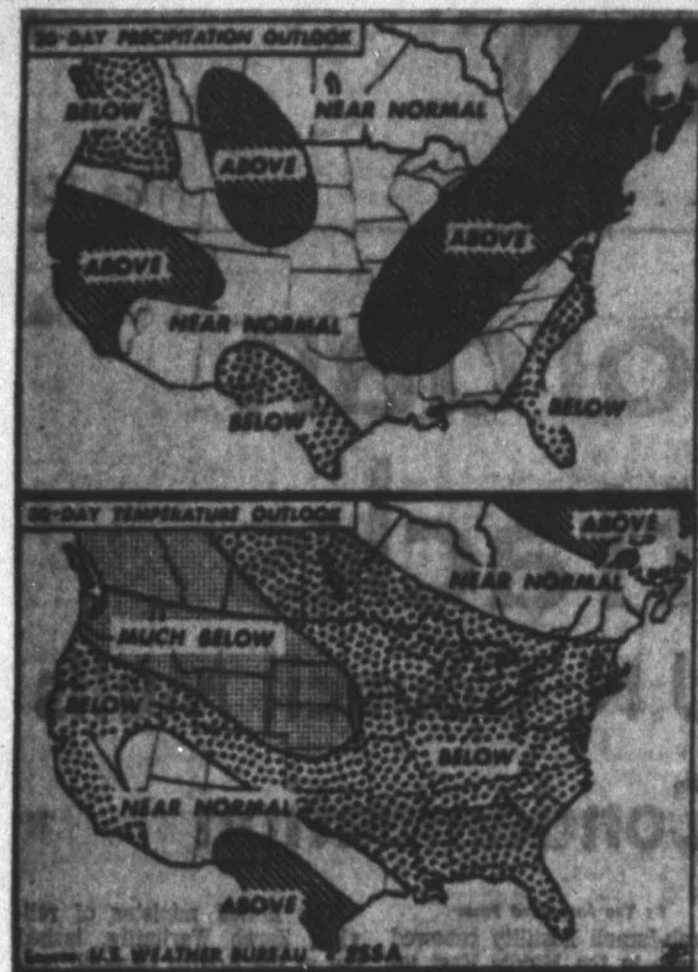 30-DAY PRECIPITATION OUTLOOK
BELOW
NEAR NORMAL
ABOVE
ABOVE
ABOVE
NEAR NORMAL
BELOW
BELOW
30-DAY TEMPERATURE OUTLOOK
ABOVE
NEAR NORMAL
MUCH BELOW
BELOW
BELOW
NEAR NORMAL
ABOVE
Source: U.S. WEATHER BUREAU ESSA